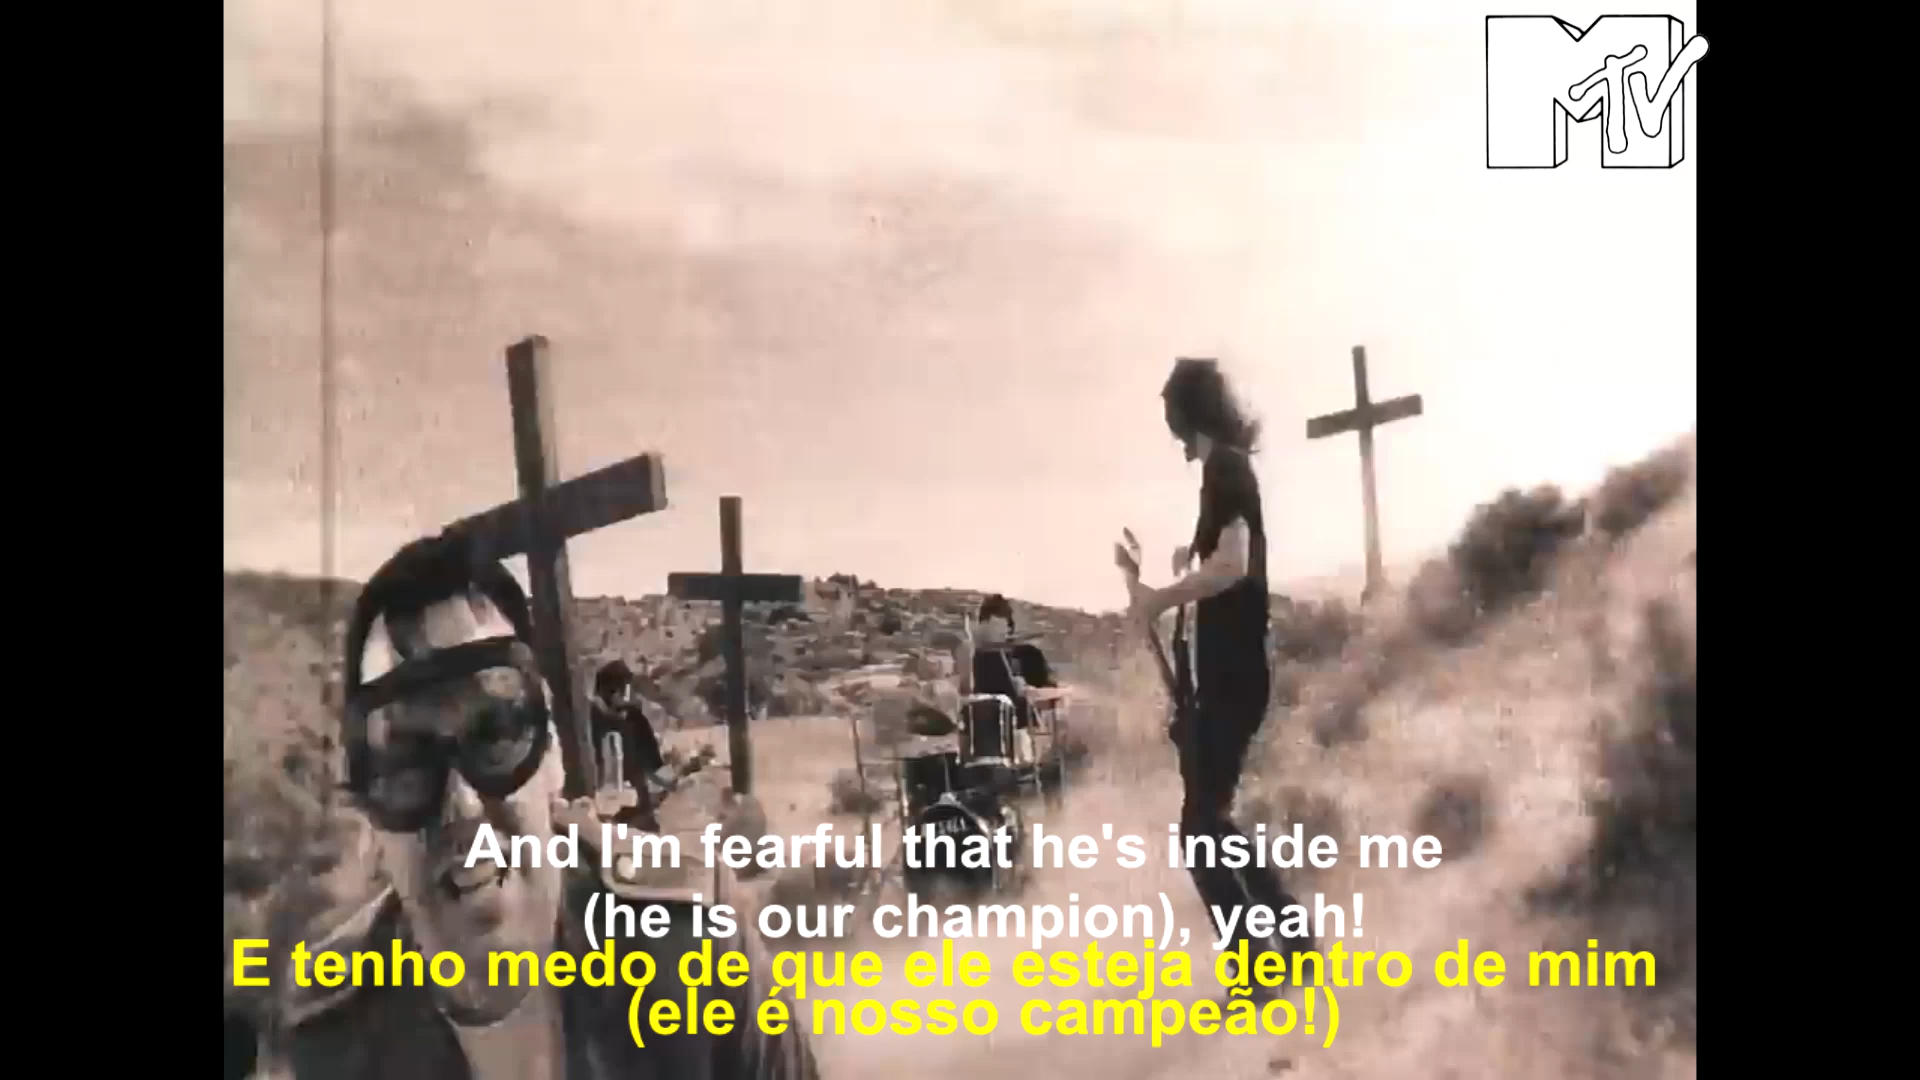 MTV
And I'm fearful that he's inside me
(he is our champion), yeah!
E tenho medo de que ele esteja dentro de mim
(ele é nosso campeão!)